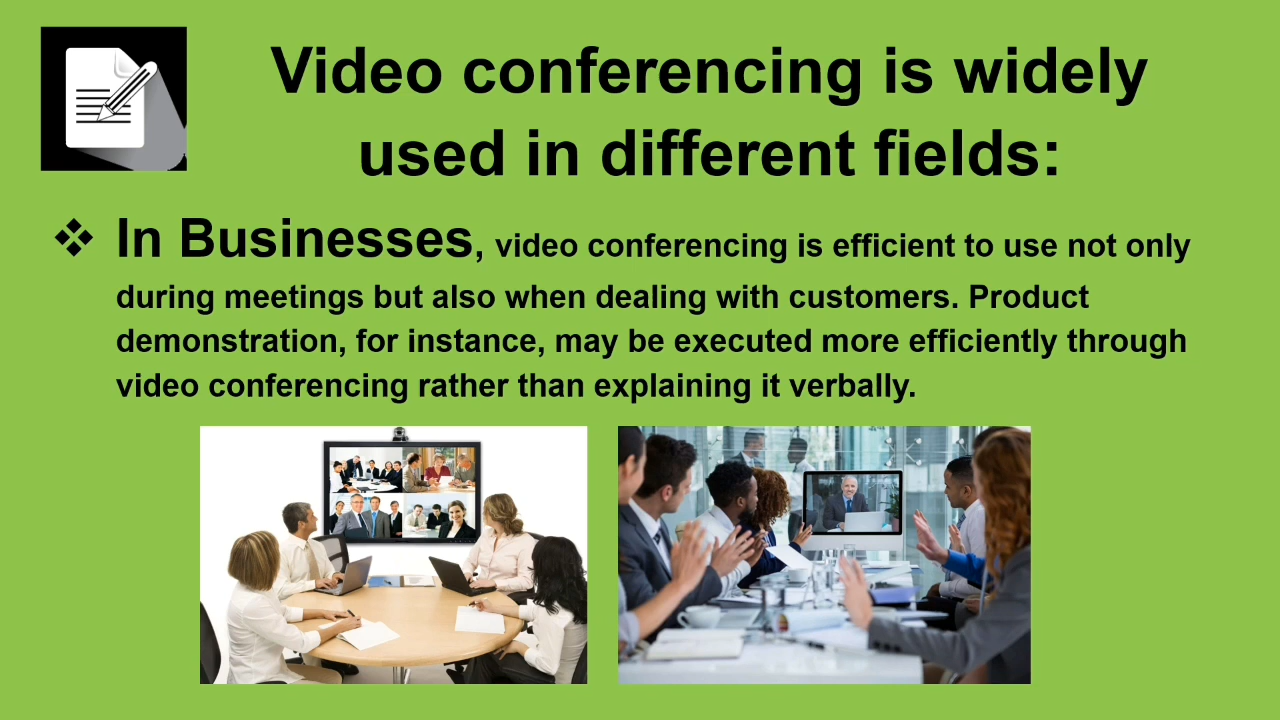 Video conferencing is widely
used in different fields:
❖ In Businesses, video conferencing is efficient to use not only
during meetings but also when dealing with customers. Product
demonstration, for instance, may be executed more efficiently through
video conferencing rather than explaining it verbally.